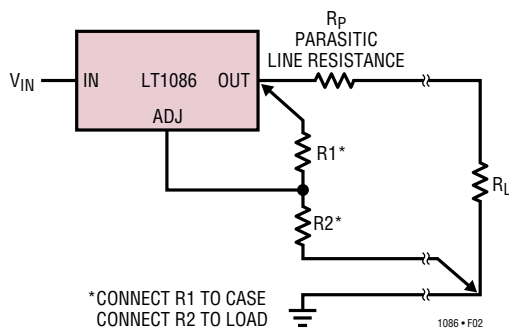 RP
PARASITIC
LINE RESISTANCE
VIN
IN
LT1086
OUT
ADJ
R1*
RL
R2*
*CONNECT R1 TO CASE
CONNECT R2 TO LOAD
1086 • F02